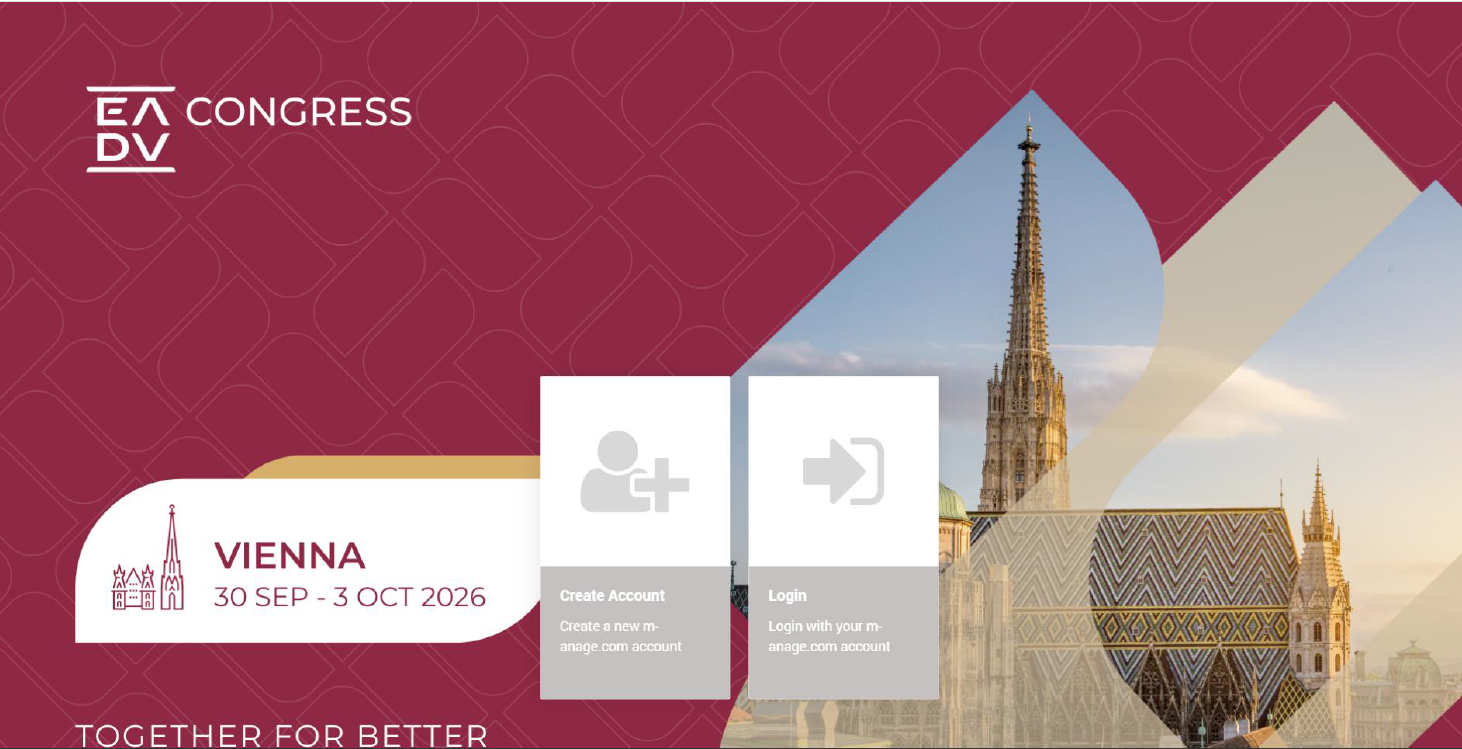 EA CONGRESS
DV
VIENNA
30 SEP - 3 OCT 2026
Create Account
Create a new m-
anage.com account
Login
Login with your m-
anage.com account
TOGETHER FOR BETTER